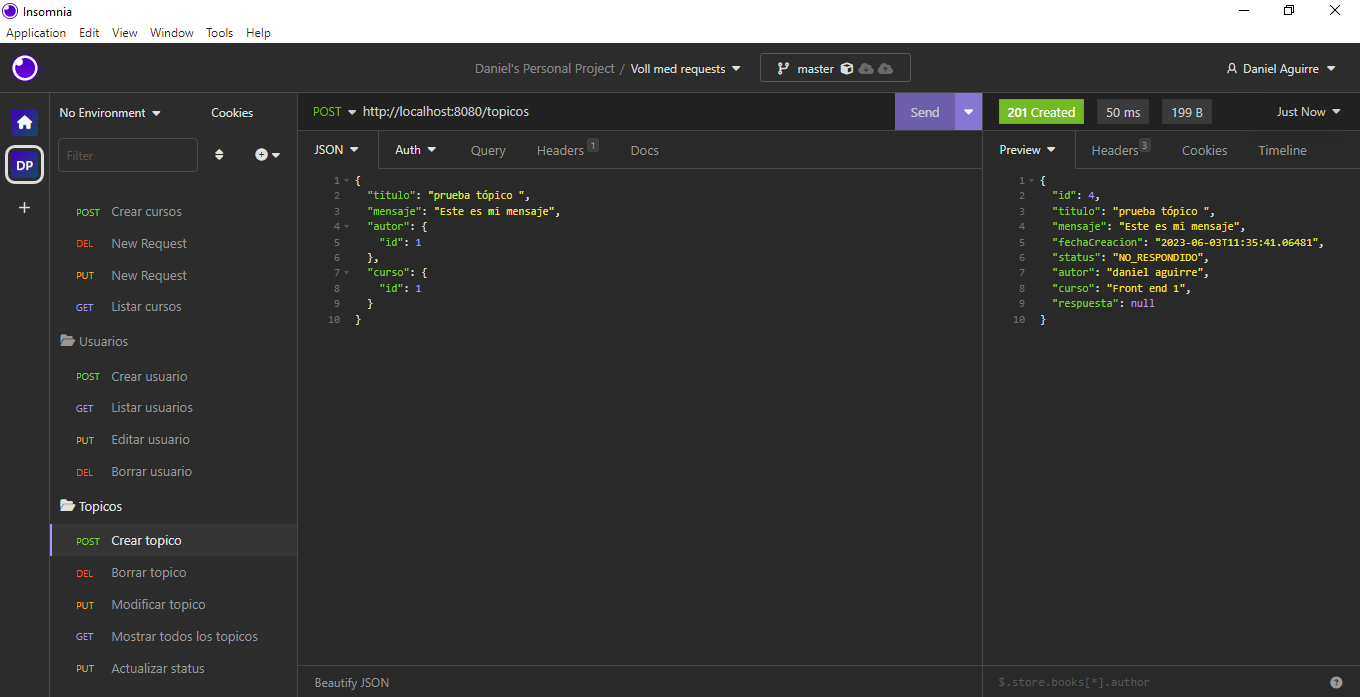 Insomnia
Application Edit View Window Tools Help
Daniel's Personal Project / Voll med requests master Daniel Aguirre
DP
No Environment Cookies
Filter
POST Crear cursos
DEL New Request
PUT New Request
GET Listar cursos
Usuarios
POST Crear usuario
GET Listar usuarios
PUT Editar usuario
DEL Borrar usuario
Topicos
POST Crear topico
DEL Borrar topico
PUT Modificar topico
GET Mostrar todos los topicos
PUT Actualizar status
POST http://localhost:8080/topicos Send
JSON Auth Query Headers 1 Docs
1 {
2 "titulo": "prueba tópico ",
3 "mensaje": "Este es mi mensaje",
4 "autor": {
5 "id": 1
6 },
7 "curso": {
8 "id": 1
9 }
10 }
Beautify JSON
201 Created 50 ms 199 B Just Now
Preview Headers 3 Cookies Timeline
1 {
2 "id": 4,
3 "titulo": "prueba tópico ",
4 "mensaje": "Este es mi mensaje",
5 "fechaCreacion": "2023-06-03T11:35:41.06481",
6 "status": "NO_RESPONDIDO",
7 "autor": "daniel aguirre",
8 "curso": "Front end 1",
9 "respuesta": null
10 }
$.store.books[*].author ?